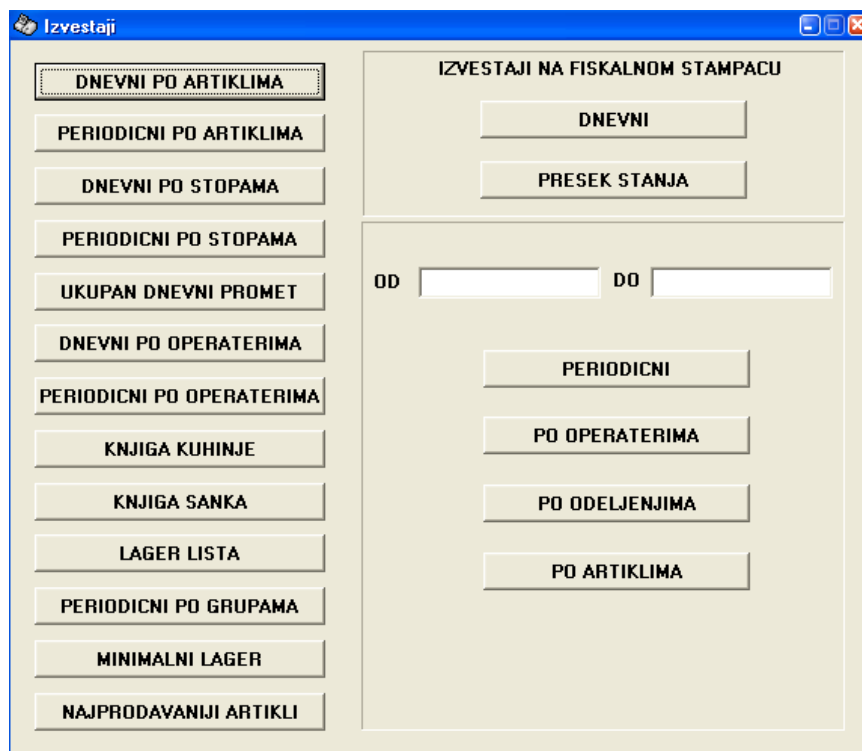 Izvestaji
DNEVNI PO ARTIKLIMA
PERIODICNI PO ARTIKLIMA
DNEVNI PO STOPAMA
PERIODICNI PO STOPAMA
UKUPAN DNEVNI PROMET
DNEVNI PO OPERATERIMA
PERIODICNI PO OPERATERIMA
KNJIGA KUHINJE
KNJIGA SANKA
LAGER LISTA
PERIODICNI PO GRUPAMA
MINIMALNI LAGER
NAJPRODAVANIJI ARTIKLI
IZVESTAJI NA FISKALNOM STAMPACU
DNEVNI
PRESEK STANJA
OD DO
PERIODICNI
PO OPERATERIMA
PO ODELJENJIMA
PO ARTIKLIMA